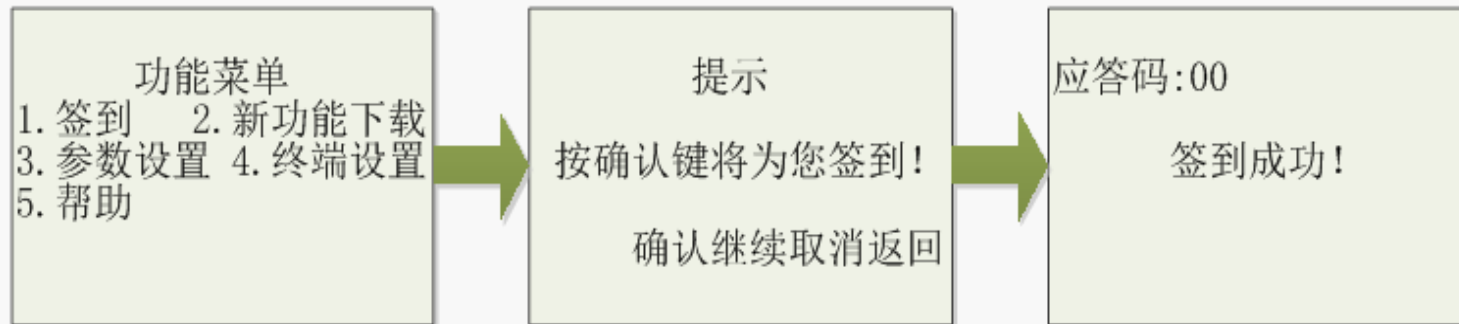 功能菜单
1.签到 2.新功能下载
3.参数设置 4.终端设置
5.帮助
提示
按确认键将为您签到!
确认继续取消返回
应答码:00
签到成功!